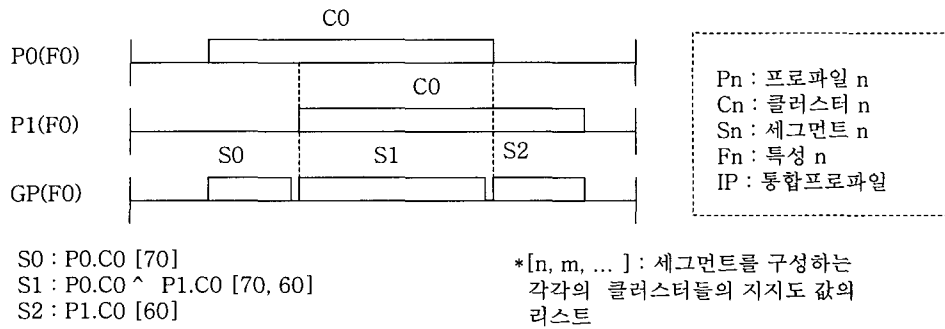 C0
P0(F0)
C0
P1(F0)
S0 S1 S2
GP(F0)
Pn : 프로파일 n
Cn : 클러스터 n
Sn : 세그먼트 n
Fn : 특성 n
IP : 통합프로파일
S0 : P0.C0 [70]
S1 : P0.C0 ^ P1.C0 [70, 60]
S2 : P1.C0 [60]
*[n, m, ... ] : 세그먼트를 구성하는
각각의 클러스터들의 지지도 값의
리스트